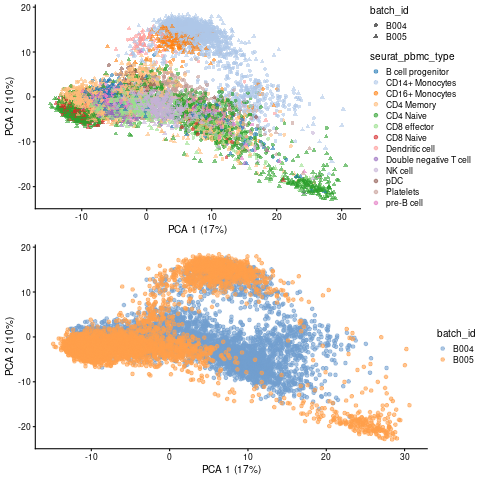 batch_id
B004
B005
seurat_pbmc_type
B cell progenitor
CD14+ Monocytes
CD16+ Monocytes
CD4 Memory
CD4 Naive
CD8 effector
CD8 Naive
Dendritic cell
Double negative T cell
NK cell
pDC
Platelets
pre-B cell
20
10
0
-10
-20
PCA 2 (10%)
-10 0 10 20 30
PCA 1 (17%)
20
10
0
-10
-20
PCA 2 (10%)
-10 0 10 20 30
PCA 1 (17%)
batch_id
B004
B005